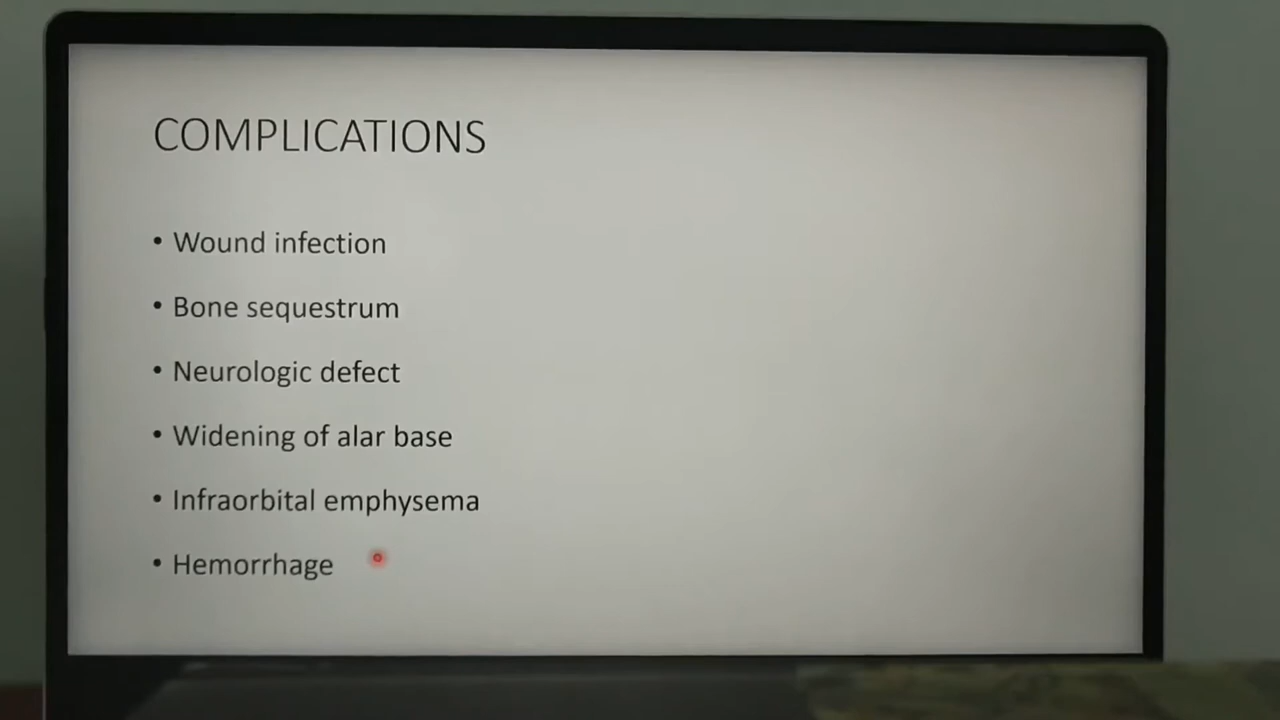 COMPLICATIONS
• Wound infection
• Bone sequestrum
• Neurologic defect
• Widening of alar base
• Infraorbital emphysema
• Hemorrhage